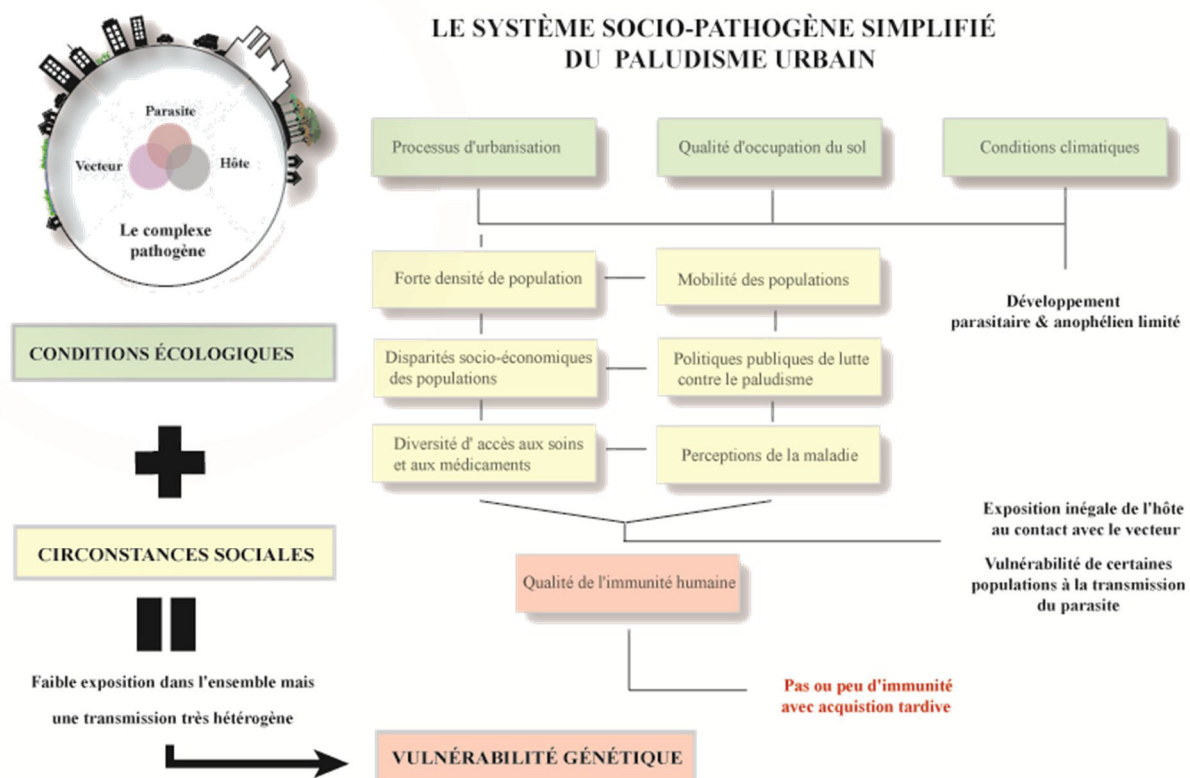 LE SYSTÈME SOCIO-PATHOGÈNE SIMPLIFIÉ
DU PALUDISME URBAIN
Parasite
Vecteur
Hôte
Le complexe
pathogène
CONDITIONS ÉCOLOGIQUES
CIRCONSTANCES SOCIALES
Faible exposition dans l'ensemble mais
une transmission très hétérogène
Processus d'urbanisation
Qualité d'occupation du sol
Conditions climatiques
Développement
parasitaire & anophélien limité
Forte densité de population
Mobilité des populations
Disparités socio-économiques
des populations
Politiques publiques de lutte
contre le paludisme
Diversité d' accès aux soins
et aux médicaments
Perceptions de la maladie
Exposition inégale de l'hôte
au contact avec le vecteur
Vulnérabilité de certaines
populations à la transmission
du parasite
Qualité de l'immunité humaine
Pas ou peu d'immunité
avec acquistion tardive
VULNÉRABILITÉ GÉNÉTIQUE